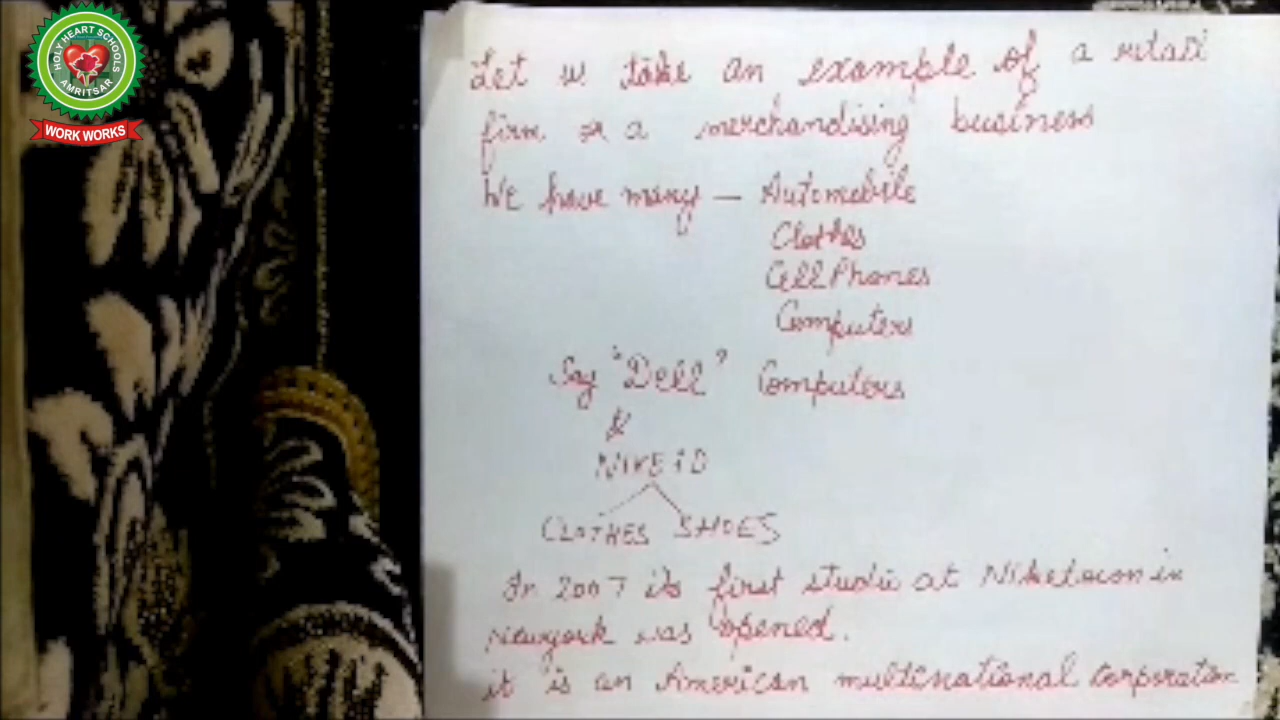 HOLY HEART SCHOOLS
AMRITSAR
WORK WORKS
Let us take an example of a retail
firm or a merchandising business
We have many — Automobile
Clothes
Cell Phones
Computers
Say "Dell" Computers
&
NIKEiD
CLOTHES SHOES
In 2007 its first studio at Niketown in
Newyork was opened.
it is an American multinational corporation